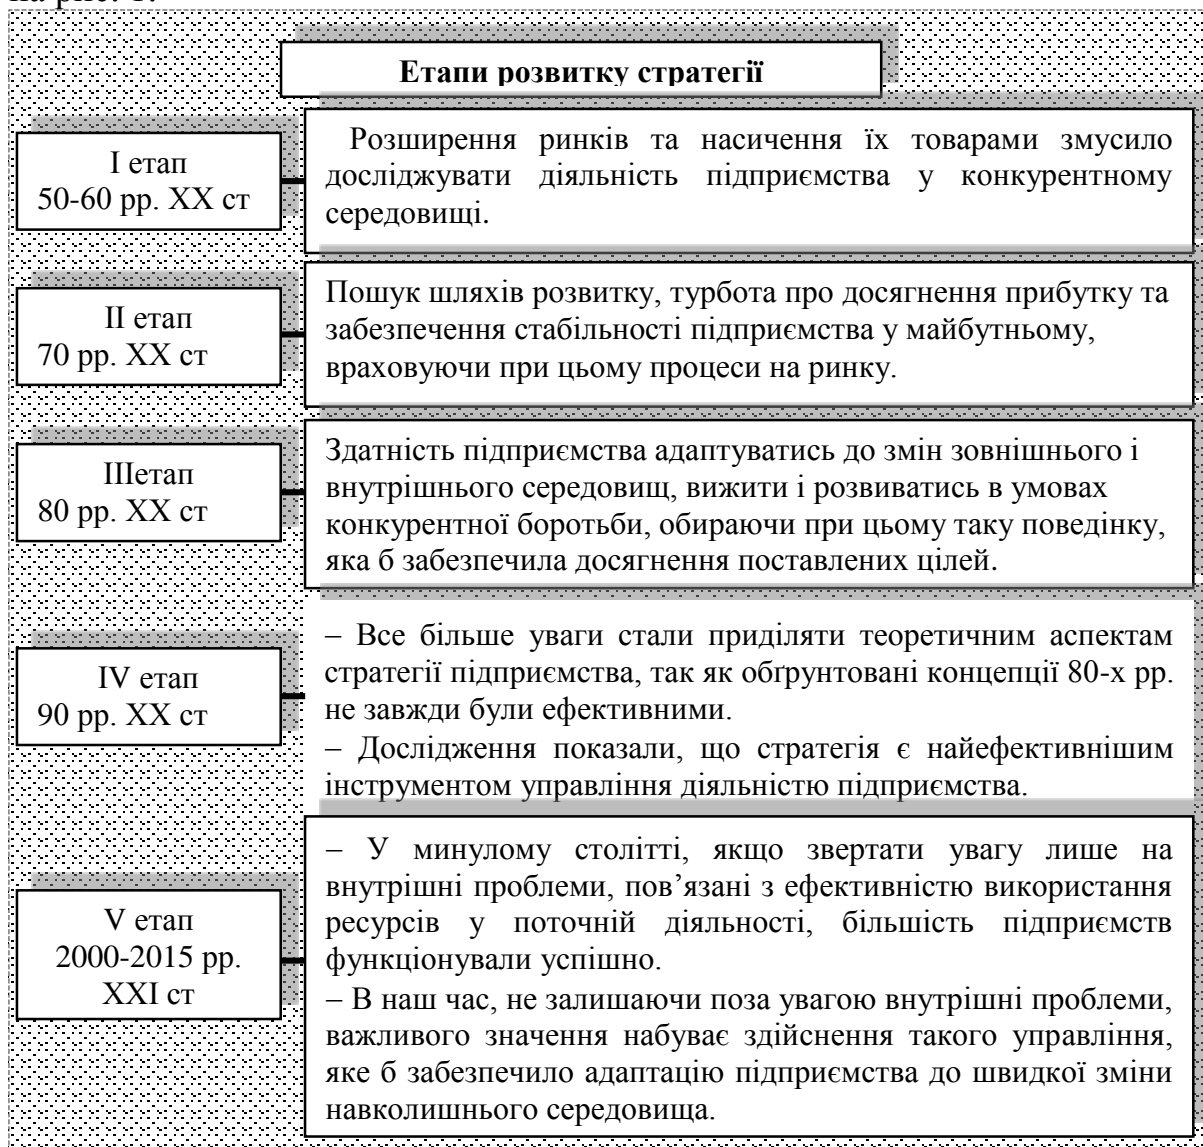 на рис. 1.
Етапи розвитку стратегії
І етап
50-60 рр. ХХ ст
Розширення ринків та насичення їх товарами змусило
досліджувати діяльність підприємства у конкурентному
середовищі.
ІІ етап
70 рр. ХХ ст
Пошук шляхів розвитку, турбота про досягнення прибутку та
забезпечення стабільності підприємства у майбутньому,
враховуючи при цьому процеси на ринку.
ІІІетап
80 рр. ХХ ст
Здатність підприємства адаптуватись до змін зовнішнього і
внутрішнього середовищ, вижити і розвиватись в умовах
конкурентної боротьби, обираючи при цьому таку поведінку,
яка б забезпечила досягнення поставлених цілей.
IV етап
90 рр. ХХ ст
– Все більше уваги стали приділяти теоретичним аспектам
стратегії підприємства, так як обґрунтовані концепції 80-х рр.
не завжди були ефективними.
– Дослідження показали, що стратегія є найефективнішим
інструментом управління діяльністю підприємства.
V етап
2000-2015 рр.
ХХІ ст
– У минулому столітті, якщо звертати увагу лише на
внутрішні проблеми, пов’язані з ефективністю використання
ресурсів у поточній діяльності, більшість підприємств
функціонували успішно.
– В наш час, не залишаючи поза увагою внутрішні проблеми,
важливого значення набуває здійснення такого управління,
яке б забезпечило адаптацію підприємства до швидкої зміни
навколишнього середовища.